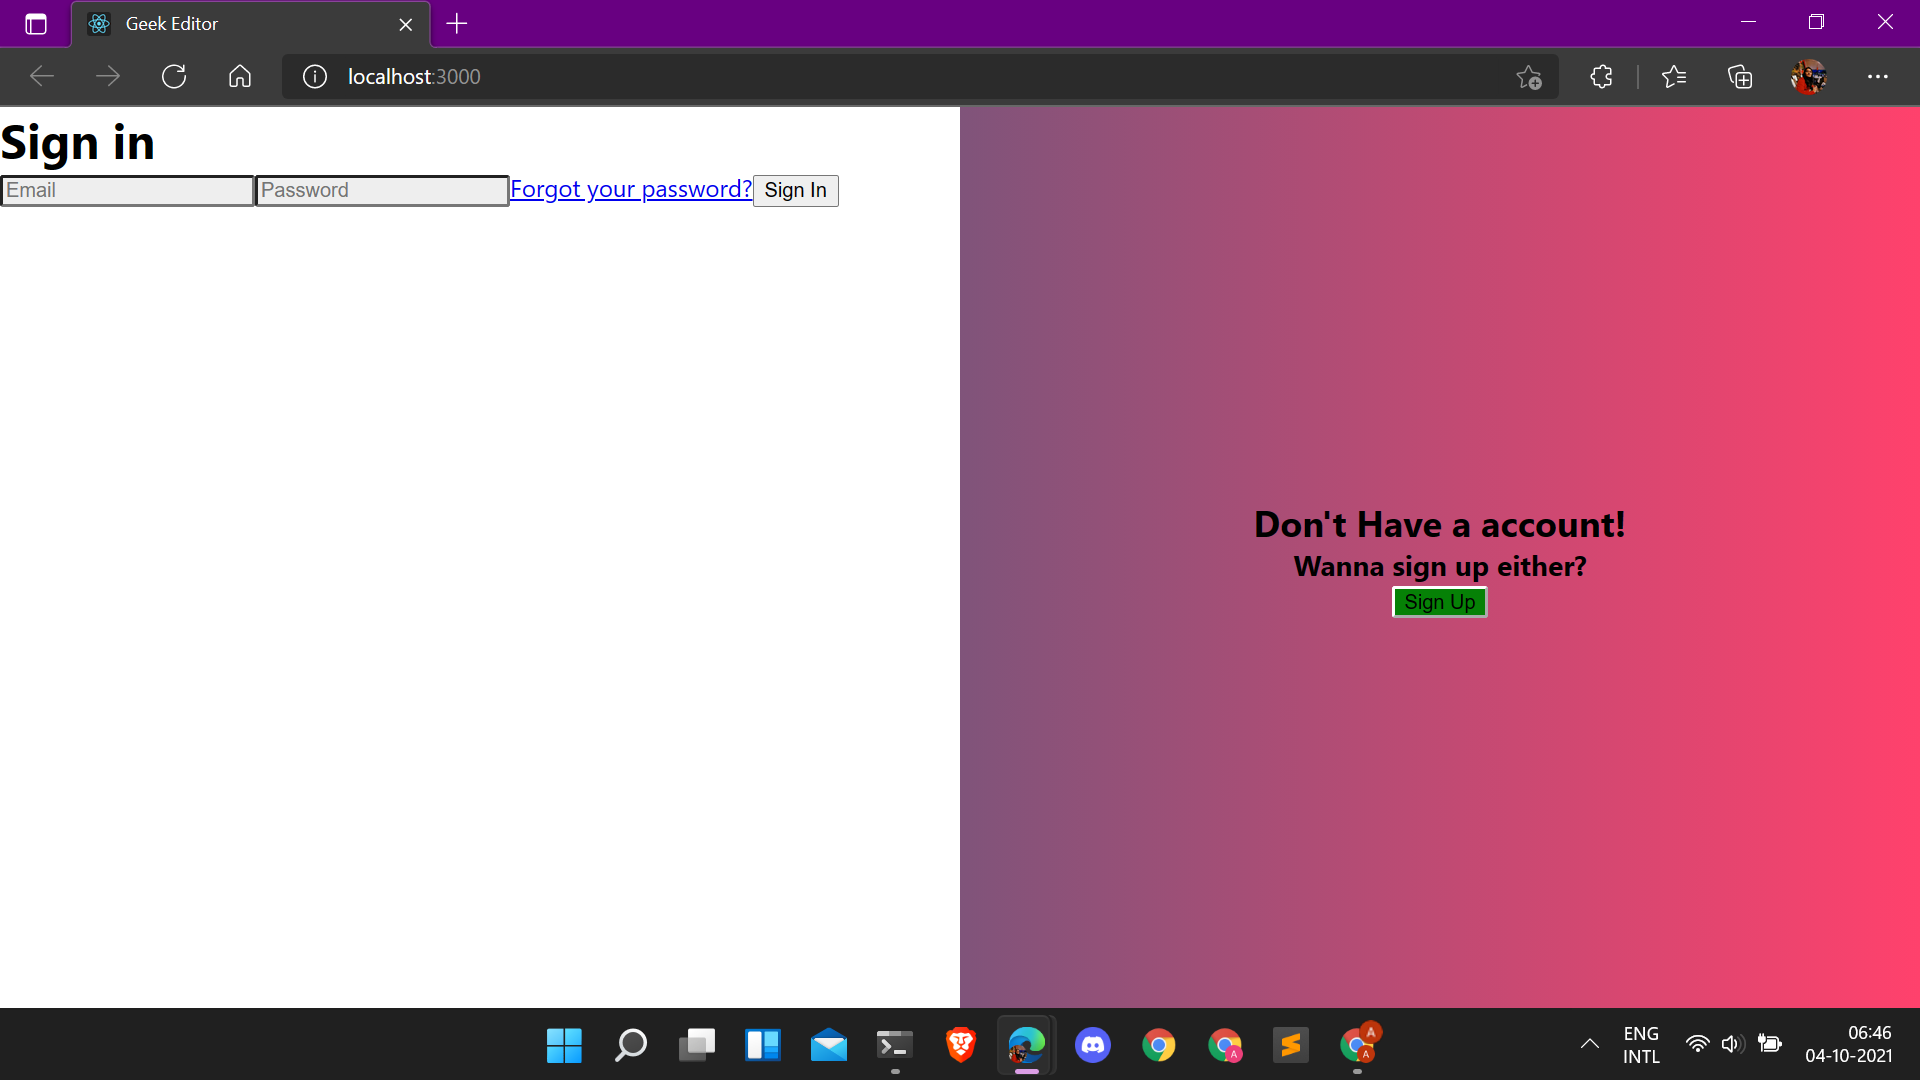 Geek Editor
localhost:3000
Sign in
Email Password Forgot your password? Sign In
Don't Have a account!
Wanna sign up either?
Sign Up
A
A A
ENG
INTL
06:46
04-10-2021